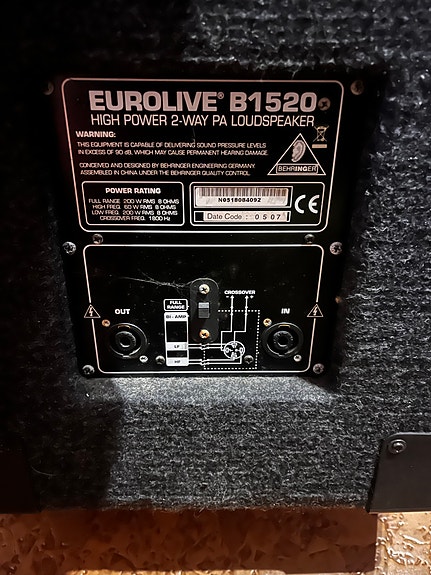 EUROLIVE® B1520
HIGH POWER 2-WAY PA LOUDSPEAKER
WARNING:
THIS EQUIPMENT IS CAPABLE OF DELIVERING SOUND PRESSURE LEVELS
IN EXCESS OF 90 dB, WHICH MAY CAUSE PERMANENT HEARING DAMAGE.
CONCEIVED AND DESIGNED BY BEHRINGER ENGINEERING GERMANY.
ASSEMBLED IN CHINA UNDER THE BEHRINGER QUALITY CONTROL.
BEHRINGER
POWER RATING
FULL RANGE 200 W RMS 8 OHMS
HIGH FREQ. 60 W RMS 8 OHMS
LOW FREQ. 200 W RMS 8 OHMS
CROSSOVER FREQ. 1800 Hz
N0518084092
Date Code: 0507
CE
CROSSOVER
FULL
RANGE
BI-AMP
OUT
IN
LF
HF